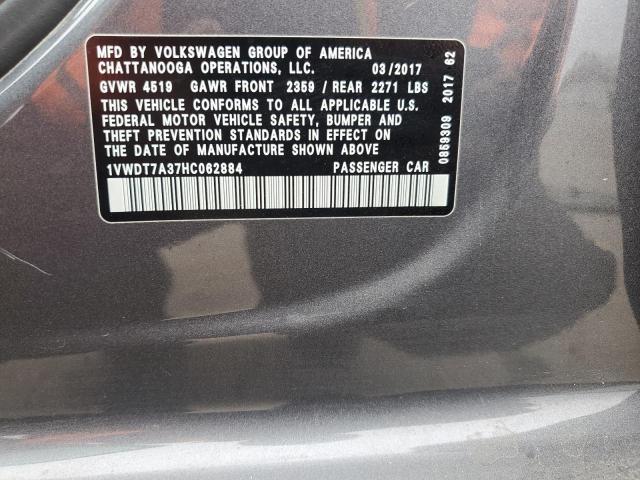 MFD BY VOLKSWAGEN GROUP OF AMERICA
CHATTANOOGA OPERATIONS, LLC. 03/2017
GVWR 4519 GAWR FRONT 2359 / REAR 2271 LBS
THIS VEHICLE CONFORMS TO ALL APPLICABLE U.S.
FEDERAL MOTOR VEHICLE SAFETY, BUMPER AND
THEFT PREVENTION STANDARDS IN EFFECT ON
THE DATE OF MANUFACTURE SHOWN ABOVE
1VWDT7A37HC062884 PASSENGER CAR
0859309 2017 62